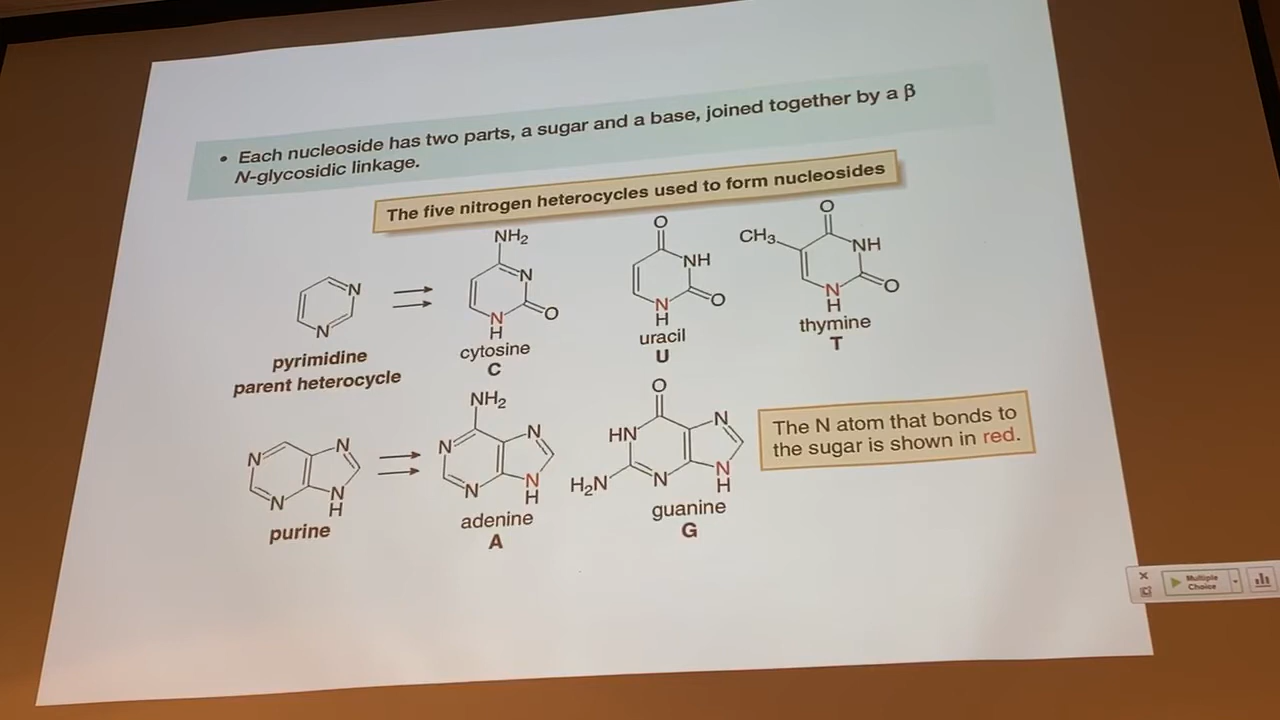 • Each nucleoside has two parts, a sugar and a base, joined together by a β
N-glycosidic linkage.
The five nitrogen heterocycles used to form nucleosides
N
N
pyrimidine
parent heterocycle
NH₂
N
O
N
H
cytosine
C
O
NH
O
N
H
uracil
U
O
CH₃
NH
O
N
H
thymine
T
N
N
N
N
H
purine
NH₂
N
N
N
N
H
adenine
A
O
HN
N
H₂N
N
N
H
guanine
G
The N atom that bonds to
the sugar is shown in red.
Multiple
Choice